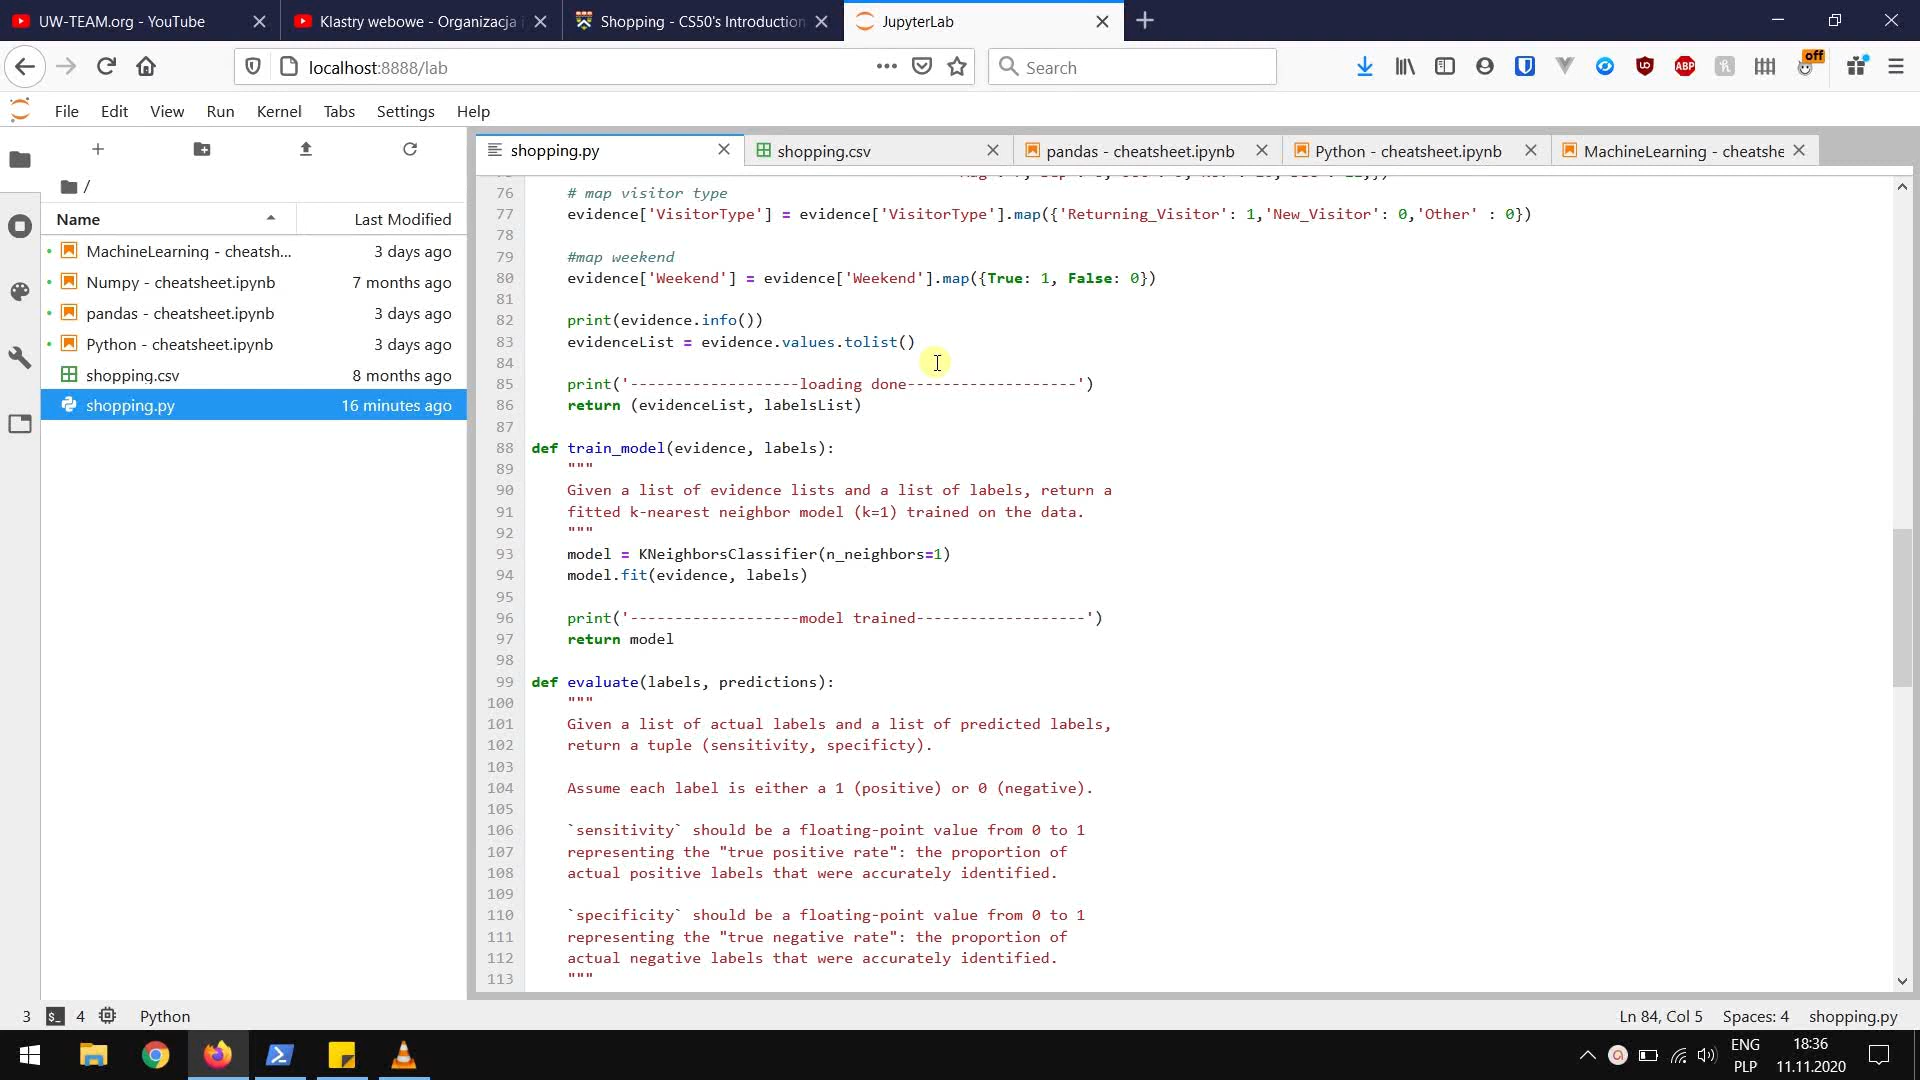 UW-TEAM.org - YouTube
Klastry webowe - Organizacja i
Shopping - CS50's Introduction
JupyterLab
localhost:8888/lab
Search
off
ABP
File Edit View Run Kernel Tabs Settings Help
shopping.py
shopping.csv
pandas - cheatsheet.ipynb
Python - cheatsheet.ipynb
MachineLearning - cheatshe
/
Name Last Modified
MachineLearning - cheatsh... 3 days ago
Numpy - cheatsheet.ipynb 7 months ago
pandas - cheatsheet.ipynb 3 days ago
Python - cheatsheet.ipynb 3 days ago
shopping.csv 8 months ago
shopping.py 16 minutes ago
76 # map visitor type
77 evidence['VisitorType'] = evidence['VisitorType'].map({'Returning_Visitor': 1,'New_Visitor': 0,'Other' : 0})
78
79 #map weekend
80 evidence['Weekend'] = evidence['Weekend'].map({True: 1, False: 0})
81
82 print(evidence.info())
83 evidenceList = evidence.values.tolist()
84
85 print('-------------------loading done-------------------')
86 return (evidenceList, labelsList)
87
88 def train_model(evidence, labels):
89 """
90 Given a list of evidence lists and a list of labels, return a
91 fitted k-nearest neighbor model (k=1) trained on the data.
92 """
93 model = KNeighborsClassifier(n_neighbors=1)
94 model.fit(evidence, labels)
95
96 print('-------------------model trained-------------------')
97 return model
98
99 def evaluate(labels, predictions):
100 """
101 Given a list of actual labels and a list of predicted labels,
102 return a tuple (sensitivity, specificty).
103
104 Assume each label is either a 1 (positive) or 0 (negative).
105
106 `sensitivity` should be a floating-point value from 0 to 1
107 representing the "true positive rate": the proportion of
108 actual positive labels that were accurately identified.
109
110 `specificity` should be a floating-point value from 0 to 1
111 representing the "true negative rate": the proportion of
112 actual negative labels that were accurately identified.
113 """
3 4 Python Ln 84, Col 5 Spaces: 4 shopping.py
ENG 18:36
PLP 11.11.2020